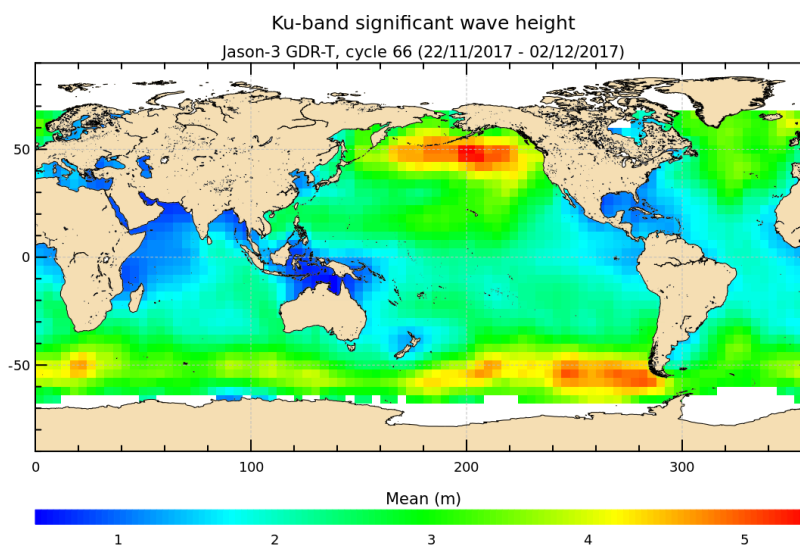 Ku-band significant wave height
Jason-3 GDR-T, cycle 66 (22/11/2017 - 02/12/2017)
50
0
-50
0 100 200 300
Mean (m)
1 2 3 4 5